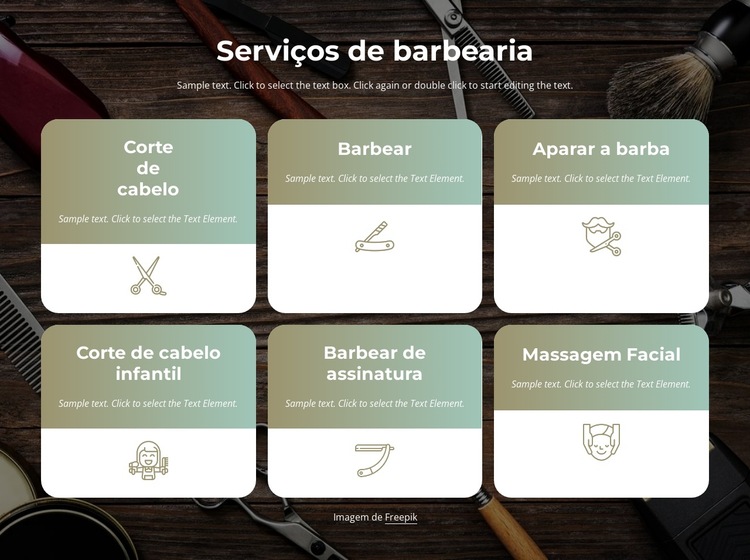 Serviços de barbearia
Sample text. Click to select the text box. Click again or double click to start editing the text.
Corte
de
cabelo
Sample text. Click to select the Text Element.
Barbear
Sample text. Click to select the Text Element.
Aparar a barba
Sample text. Click to select the Text Element.
Corte de cabelo
infantil
Sample text. Click to select the Text Element.
Barbear de
assinatura
Sample text. Click to select the Text Element.
Massagem Facial
Sample text. Click to select the Text Element.
Imagem de Freepik